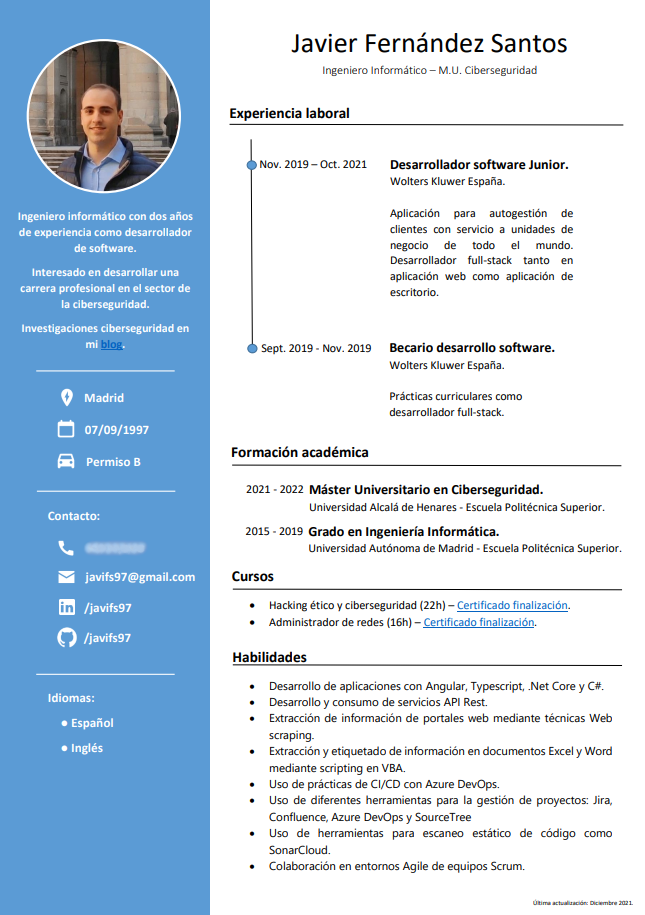 Javier Fernández Santos
Ingeniero Informático – M.U. Ciberseguridad
Ingeniero informático con dos años
de experiencia como desarrollador
de software.
Interesado en desarrollar una
carrera profesional en el sector de
la ciberseguridad.
Investigaciones ciberseguridad en
mi blog.
Madrid
07/09/1997
Permiso B
Contacto:
javifs97@gmail.com
/javifs97
/javifs97
Idiomas:
● Español
● Inglés
Experiencia laboral
Nov. 2019 – Oct. 2021
Desarrollador software Junior.
Wolters Kluwer España.
Aplicación para autogestión de
clientes con servicio a unidades de
negocio de todo el mundo.
Desarrollador full-stack tanto en
aplicación web como aplicación de
escritorio.
Sept. 2019 - Nov. 2019
Becario desarrollo software.
Wolters Kluwer España.
Prácticas curriculares como
desarrollador full-stack.
Formación académica
2021 - 2022 Máster Universitario en Ciberseguridad.
Universidad Alcalá de Henares - Escuela Politécnica Superior.
2015 - 2019 Grado en Ingeniería Informática.
Universidad Autónoma de Madrid - Escuela Politécnica Superior.
Cursos
• Hacking ético y ciberseguridad (22h) – Certificado finalización.
• Administrador de redes (16h) – Certificado finalización.
Habilidades
• Desarrollo de aplicaciones con Angular, Typescript, .Net Core y C#.
• Desarrollo y consumo de servicios API Rest.
• Extracción de información de portales web mediante técnicas Web
scraping.
• Extracción y etiquetado de información en documentos Excel y Word
mediante scripting en VBA.
• Uso de prácticas de CI/CD con Azure DevOps.
• Uso de diferentes herramientas para la gestión de proyectos: Jira,
Confluence, Azure DevOps y SourceTree
• Uso de herramientas para escaneo estático de código como
SonarCloud.
• Colaboración en entornos Agile de equipos Scrum.
Última actualización: Diciembre 2021.